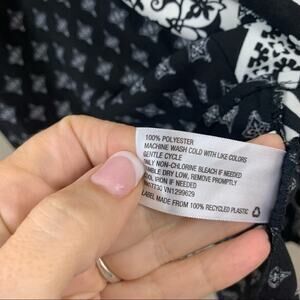 100% POLYESTER
MACHINE WASH COLD WITH LIKE COLORS
GENTLE CYCLE
ONLY NON-CHLORINE BLEACH IF NEEDED
TUMBLE DRY LOW, REMOVE PROMPTLY
COOL IRON IF NEEDED
VN1299629
LABEL MADE FROM 100% RECYCLED PLASTIC